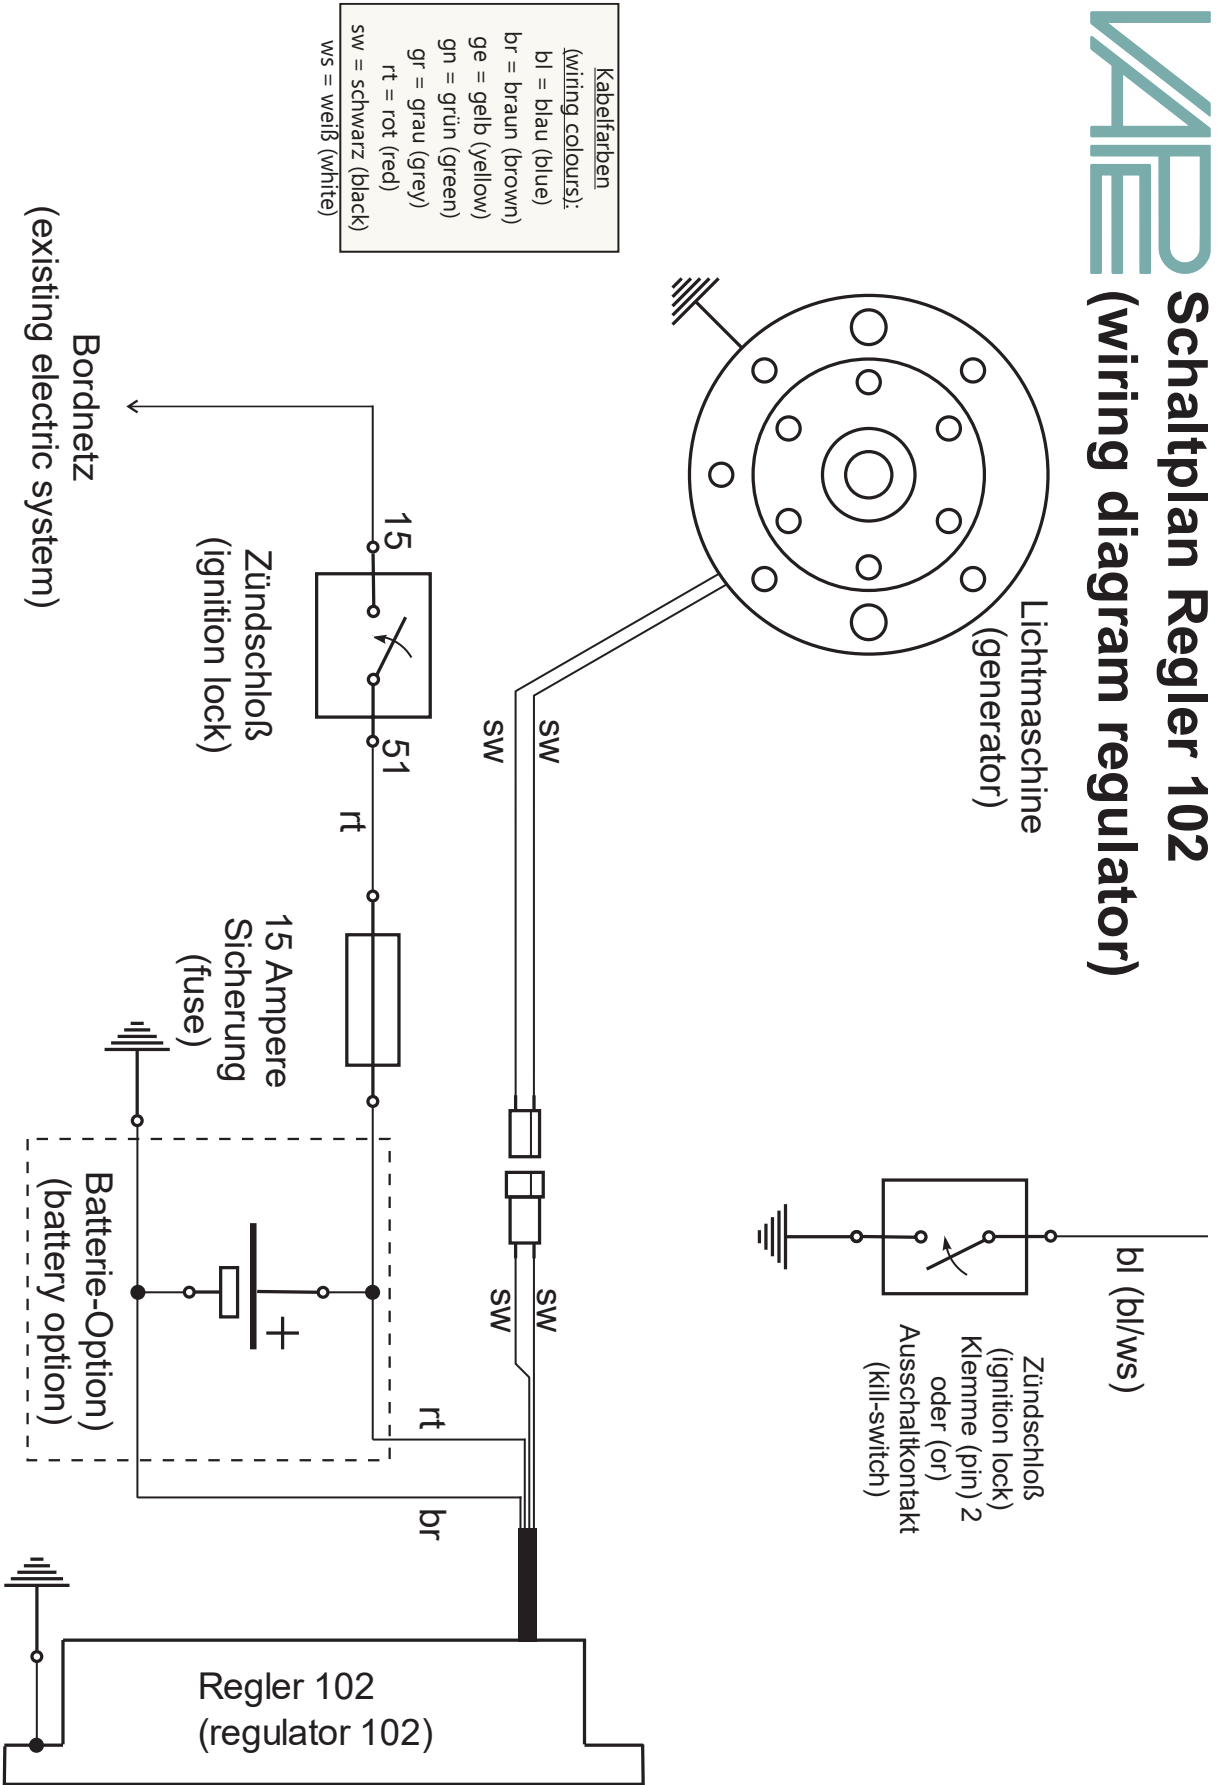 VAPE
Schaltplan Regler 102
(wiring diagram regulator)
Lichtmaschine
(generator)
bl (bl/ws)
Zündschloß
(ignition lock)
Klemme (pin) 2
oder (or)
Ausschaltkontakt
(kill-switch)
Kabelfarben
(wiring colours):
bl = blau (blue)
br = braun (brown)
ge = gelb (yellow)
gn = grün (green)
gr = grau (grey)
rt = rot (red)
sw = schwarz (black)
ws = weiß (white)
sw
sw
sw
sw
15
51
Zündschloß
(ignition lock)
rt
15 Ampere
Sicherung
(fuse)
rt
br
+
Batterie-Option)
(battery option)
Bordnetz
(existing electric system)
Regler 102
(regulator 102)